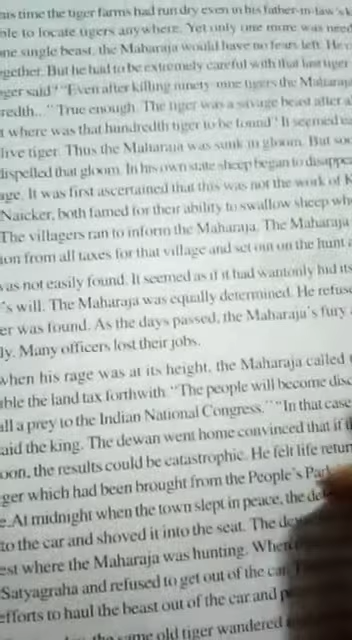 his time the tiger farms had run dry even in his father-in-law's k
ble to locate tigers anywhere. Yet only one more was need
one single beast, the Maharaja would have no fears left. He c
gether. But he had to be extremely careful with that last tiger
ger said "Even after killing ninety-nine tigers the Maharaja
redth..." True enough. The tiger was a savage beast after a
t where was that hundredth tiger to be found? It seemed ea
live tiger. Thus the Maharaja was sunk in gloom. But soo
dispelled that gloom. In his own state sheep began to disappea
age. It was first ascertained that this was not the work of K
Naicker, both famed for their ability to swallow sheep wh
The villagers ran to inform the Maharaja. The Maharaja
ion from all taxes for that village and set out on the hunt a
was not easily found. It seemed as if it had wantonly hid its
's will. The Maharaja was equally determined. He refuse
er was found. As the days passed, the Maharaja's fury a
ly. Many officers lost their jobs.
when his rage was at its height, the Maharaja called
ble the land tax forthwith. "The people will become disc
all a prey to the Indian National Congress." "In that case
aid the king. The dewan went home convinced that if th
oon, the results could be catastrophic. He felt life retur
ger which had been brought from the People's Par
e. At midnight when the town slept in peace, the de
to the car and shoved it into the seat. The de
est where the Maharaja was hunting. When
Satyagraha and refused to get out of the car.
efforts to haul the beast out of the car and p
the same old tiger wandered